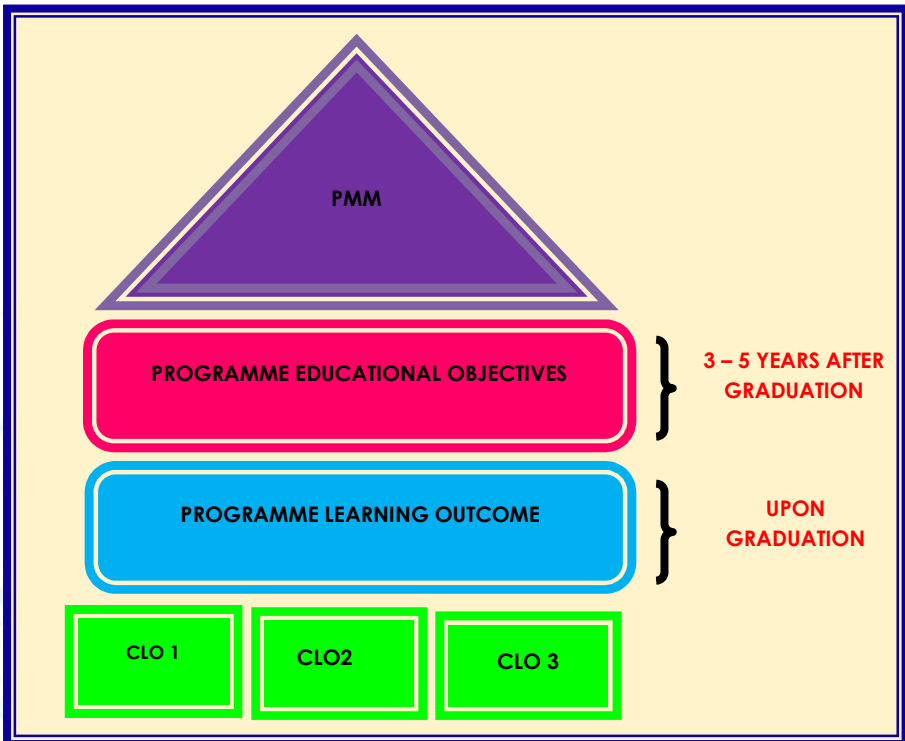 PMM
PROGRAMME EDUCATIONAL OBJECTIVES
3 – 5 YEARS AFTER
GRADUATION
PROGRAMME LEARNING OUTCOME
UPON
GRADUATION
CLO 1
CLO2
CLO 3